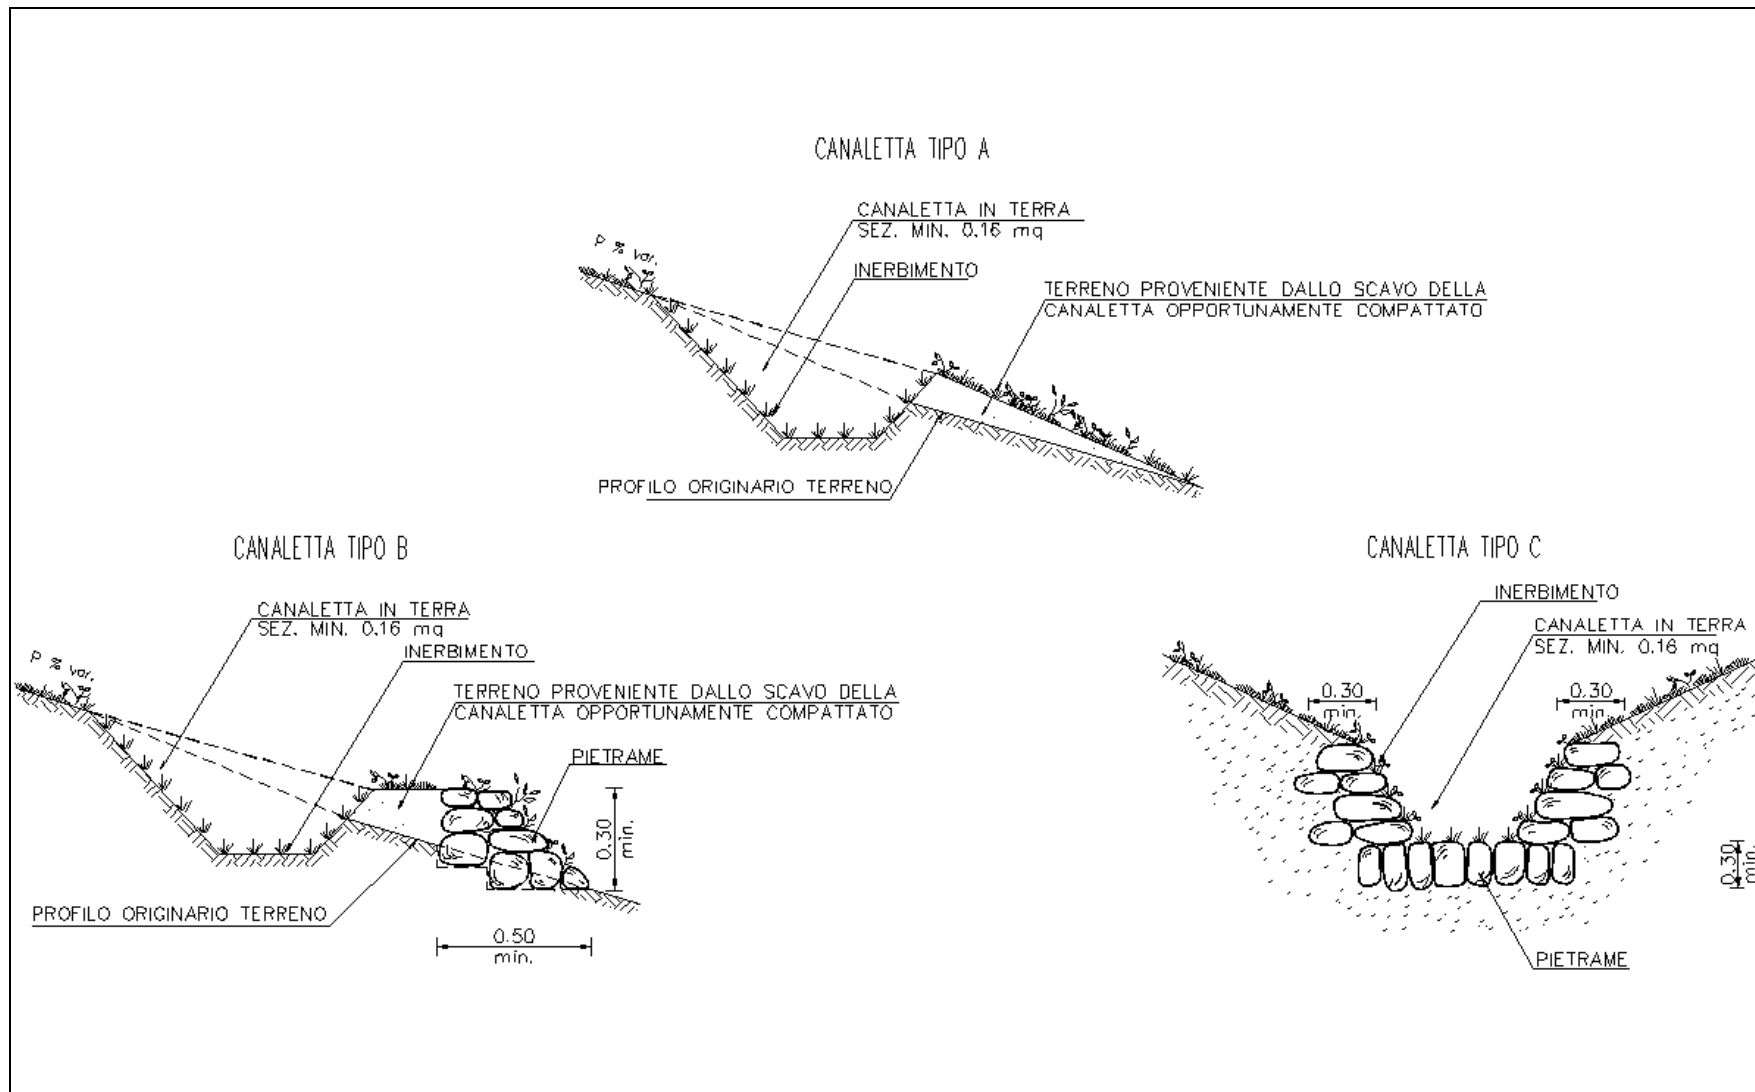 CANALETTA TIPO A
CANALETTA IN TERRA
SEZ. MIN. 0.16 mq
P % var.
INERBIMENTO
TERRENO PROVENIENTE DALLO SCAVO DELLA
CANALETTA OPPORTUNAMENTE COMPATTATO
PROFILO ORIGINARIO TERRENO
CANALETTA TIPO B
CANALETTA IN TERRA
SEZ. MIN. 0.16 mq
P % var.
INERBIMENTO
TERRENO PROVENIENTE DALLO SCAVO DELLA
CANALETTA OPPORTUNAMENTE COMPATTATO
PIETRAME
0.30
min.
PROFILO ORIGINARIO TERRENO
0.50
min.
CANALETTA TIPO C
INERBIMENTO
CANALETTA IN TERRA
SEZ. MIN. 0.16 mq
0.30
min.
0.30
min.
0.30
min.
PIETRAME